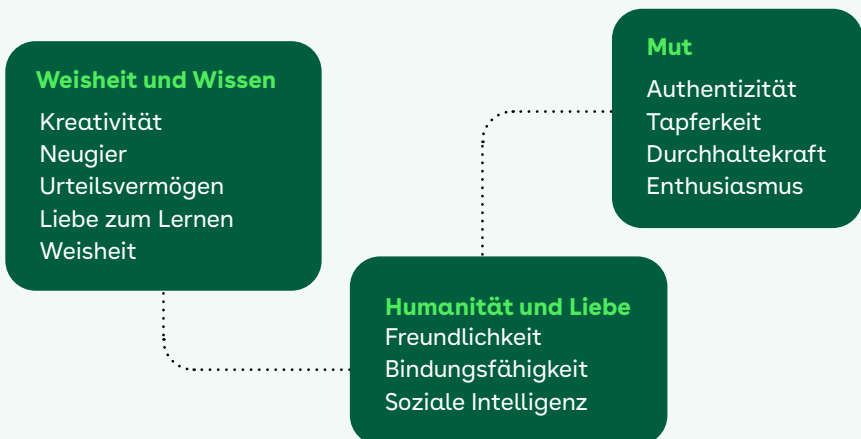 Weisheit und Wissen
Kreativität
Neugier
Urteilsvermögen
Liebe zum Lernen
Weisheit
Humanität und Liebe
Freundlichkeit
Bindungsfähigkeit
Soziale Intelligenz
Mut
Authentizität
Tapferkeit
Durchhaltekraft
Enthusiasmus